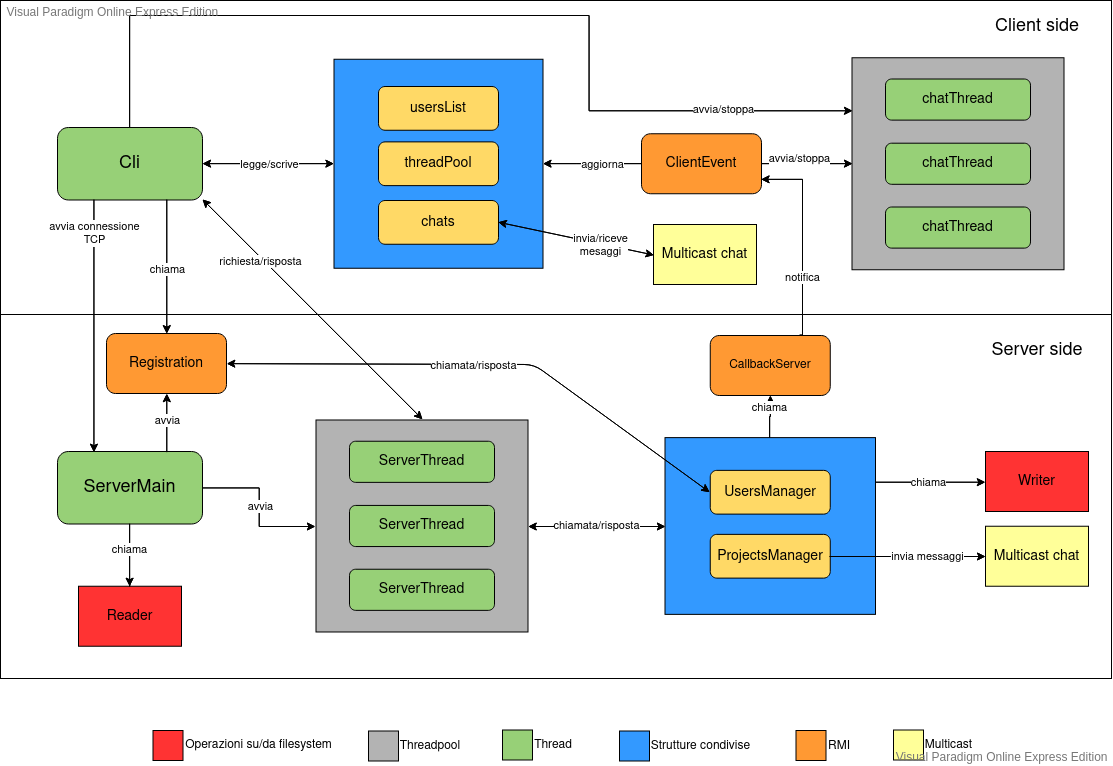 Visual Paradigm Online Express Edition
Client side
usersList
chatThread
avvia/stoppa
Cli
legge/scrive
threadPool
aggiorna
ClientEvent
avvia/stoppa
chatThread
chats
chatThread
avvia connessione
TCP
invia/riceve
mesaggi
Multicast chat
richiesta/risposta
chiama
notifica
Server side
Registration
chiamata/risposta
CallbackServer
chiama
avvia
ServerThread
ServerMain
UsersManager
chiama
Writer
avvia
ServerThread
chiamata/risposta
chiama
ProjectsManager
invia messaggi
Multicast chat
ServerThread
Reader
Operazioni su/da filesystem
Threadpool
Thread
Strutture condivise
RMI
Multicast
Visual Paradigm Online Express Edition